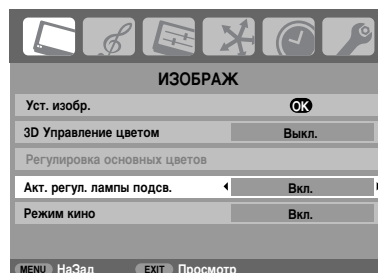 ИЗОБРАЖ
Уст. изобр. OK
3D Управление цветом Выкл.
Регулировка основных цветов
Акт. регул. лампы подсв. Вкл.
Режим кино Вкл.
MENU НаЗад EXIT Просмотр